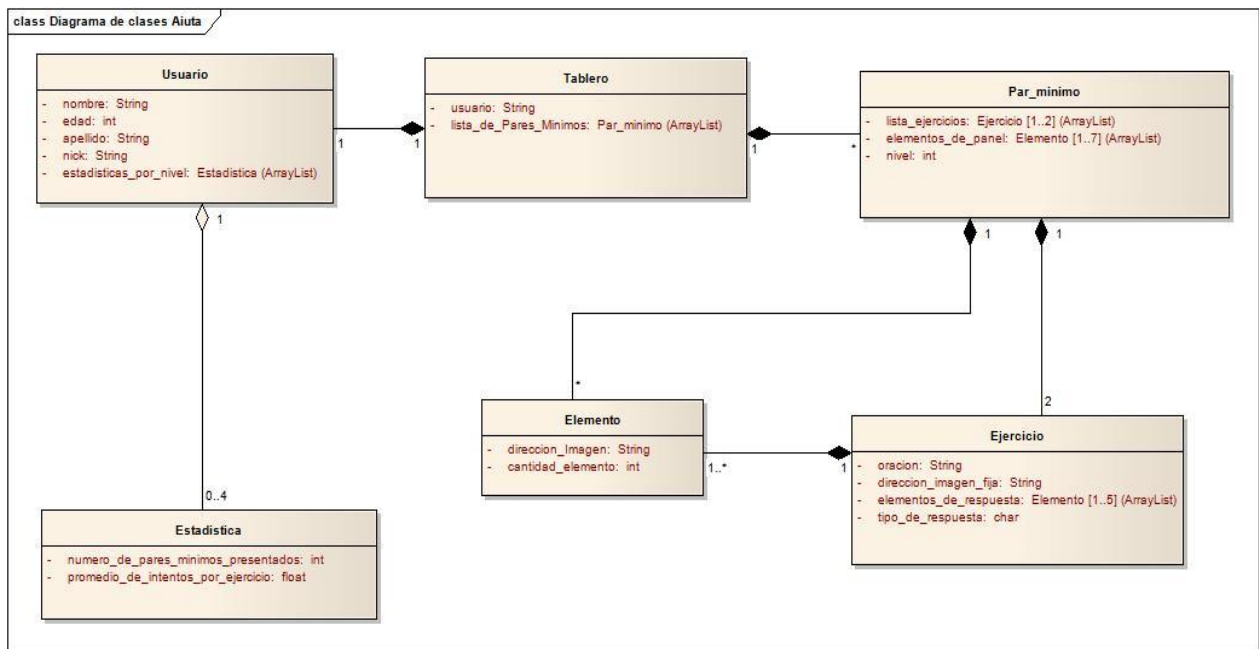 class Diagrama de clases Aiuta
Usuario
- nombre: String
- edad: int
- apellido: String
- nick: String
- estadisticas_por_nivel: Estadistica (ArrayList)
1
1
Tablero
- usuario: String
- lista_de_Pares_Minimos: Par_minimo (ArrayList)
1
*
Par_minimo
- lista_ejercicios: Ejercicio [1..2] (ArrayList)
- elementos_de_panel: Elemento [1..7] (ArrayList)
- nivel: int
1
1
1
*
2
Elemento
- direccion_Imagen: String
- cantidad_elemento: int
1..*
1
Ejercicio
- oracion: String
- direccion_imagen_fija: String
- elementos_de_respuesta: Elemento [1..5] (ArrayList)
- tipo_de_respuesta: char
0..4
Estadistica
- numero_de_pares_minimos_presentados: int
- promedio_de_intentos_por_ejercicio: float